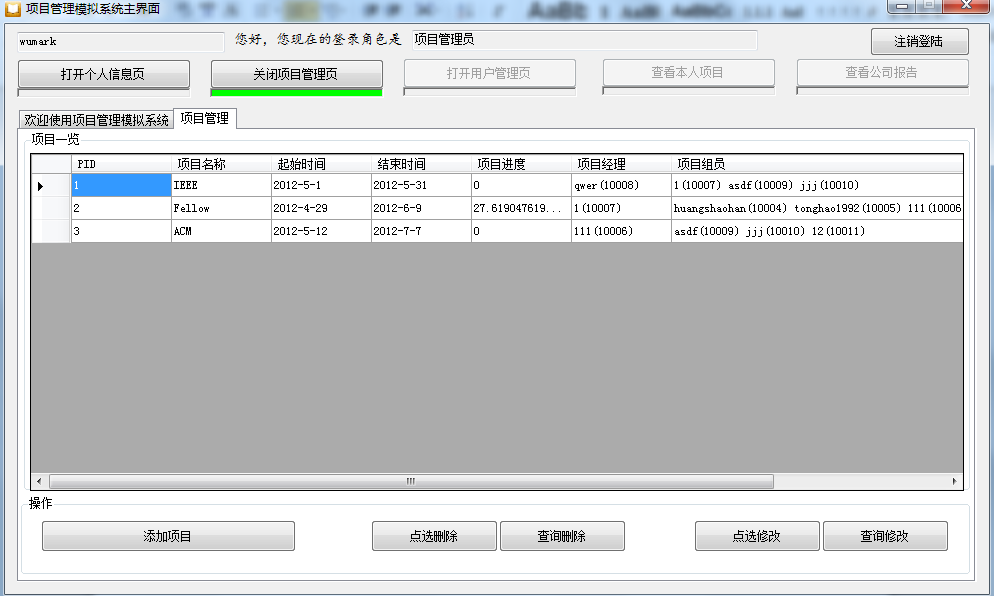 项目管理模拟系统主界面
wumark 您好，您现在的登录角色是 项目管理员 注销登陆
打开个人信息页 关闭项目管理页 打开用户管理页 查看本人项目 查看公司报告
欢迎使用项目管理模拟系统 项目管理
项目一览
PID 项目名称 起始时间 结束时间 项目进度 项目经理 项目组员
1 IEEE 2012-5-1 2012-5-31 0 qwer(10008) 1(10007) asdf(10009) jjj(10010)
2 Fellow 2012-4-29 2012-6-9 27.619047619... 1(10007) huangshaohan(10004) tonghao1992(10005) 111(10006
3 ACM 2012-5-12 2012-7-7 0 111(10006) asdf(10009) jjj(10010) 12(10011)
操作
添加项目 点选删除 查询删除 点选修改 查询修改